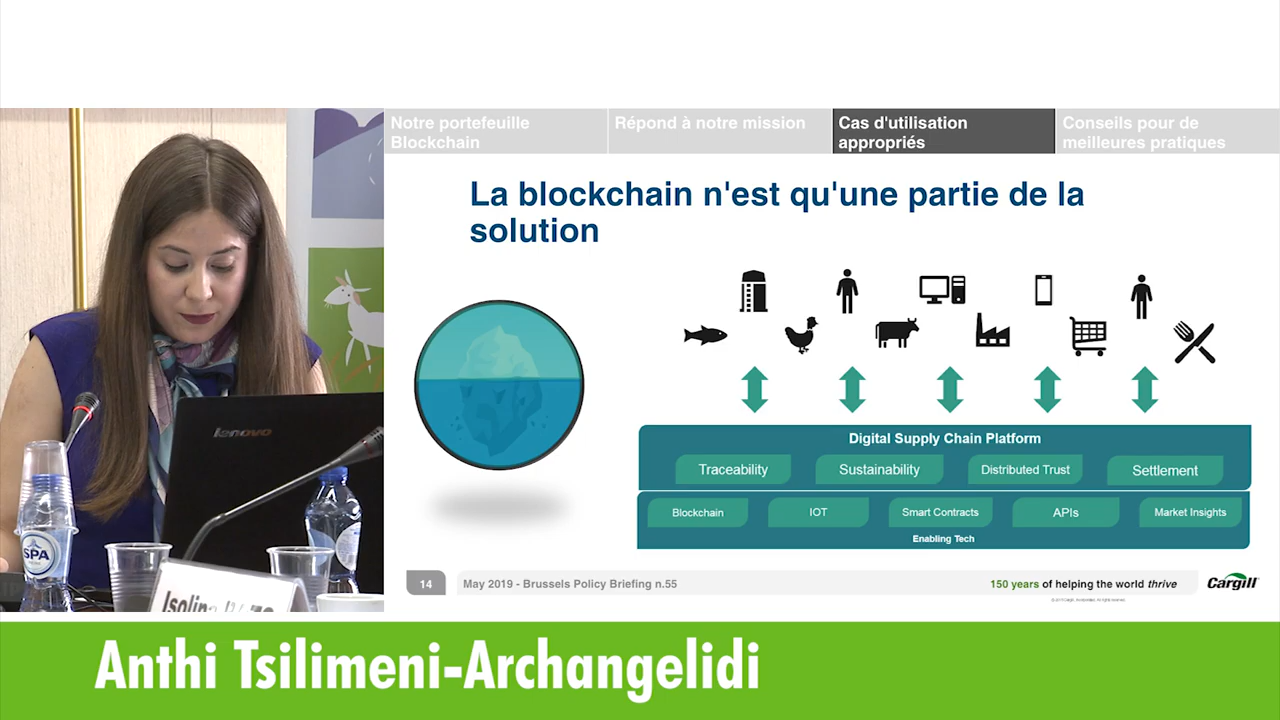 Notre portefeuille
Blockchain
Répond à notre mission
Cas d'utilisation
appropriés
Conseils pour de
meilleures pratiques
La blockchain n'est qu'une partie de la
solution
Digital Supply Chain Platform
Traceability
Sustainability
Distributed Trust
Settlement
Blockchain
IOT
Smart Contracts
APIs
Market Insights
Enabling Tech
14
May 2019 - Brussels Policy Briefing n.55
150 years of helping the world thrive
Cargill
lenovo
SPA
Isolina
Anthi Tsilimeni-Archangelidi